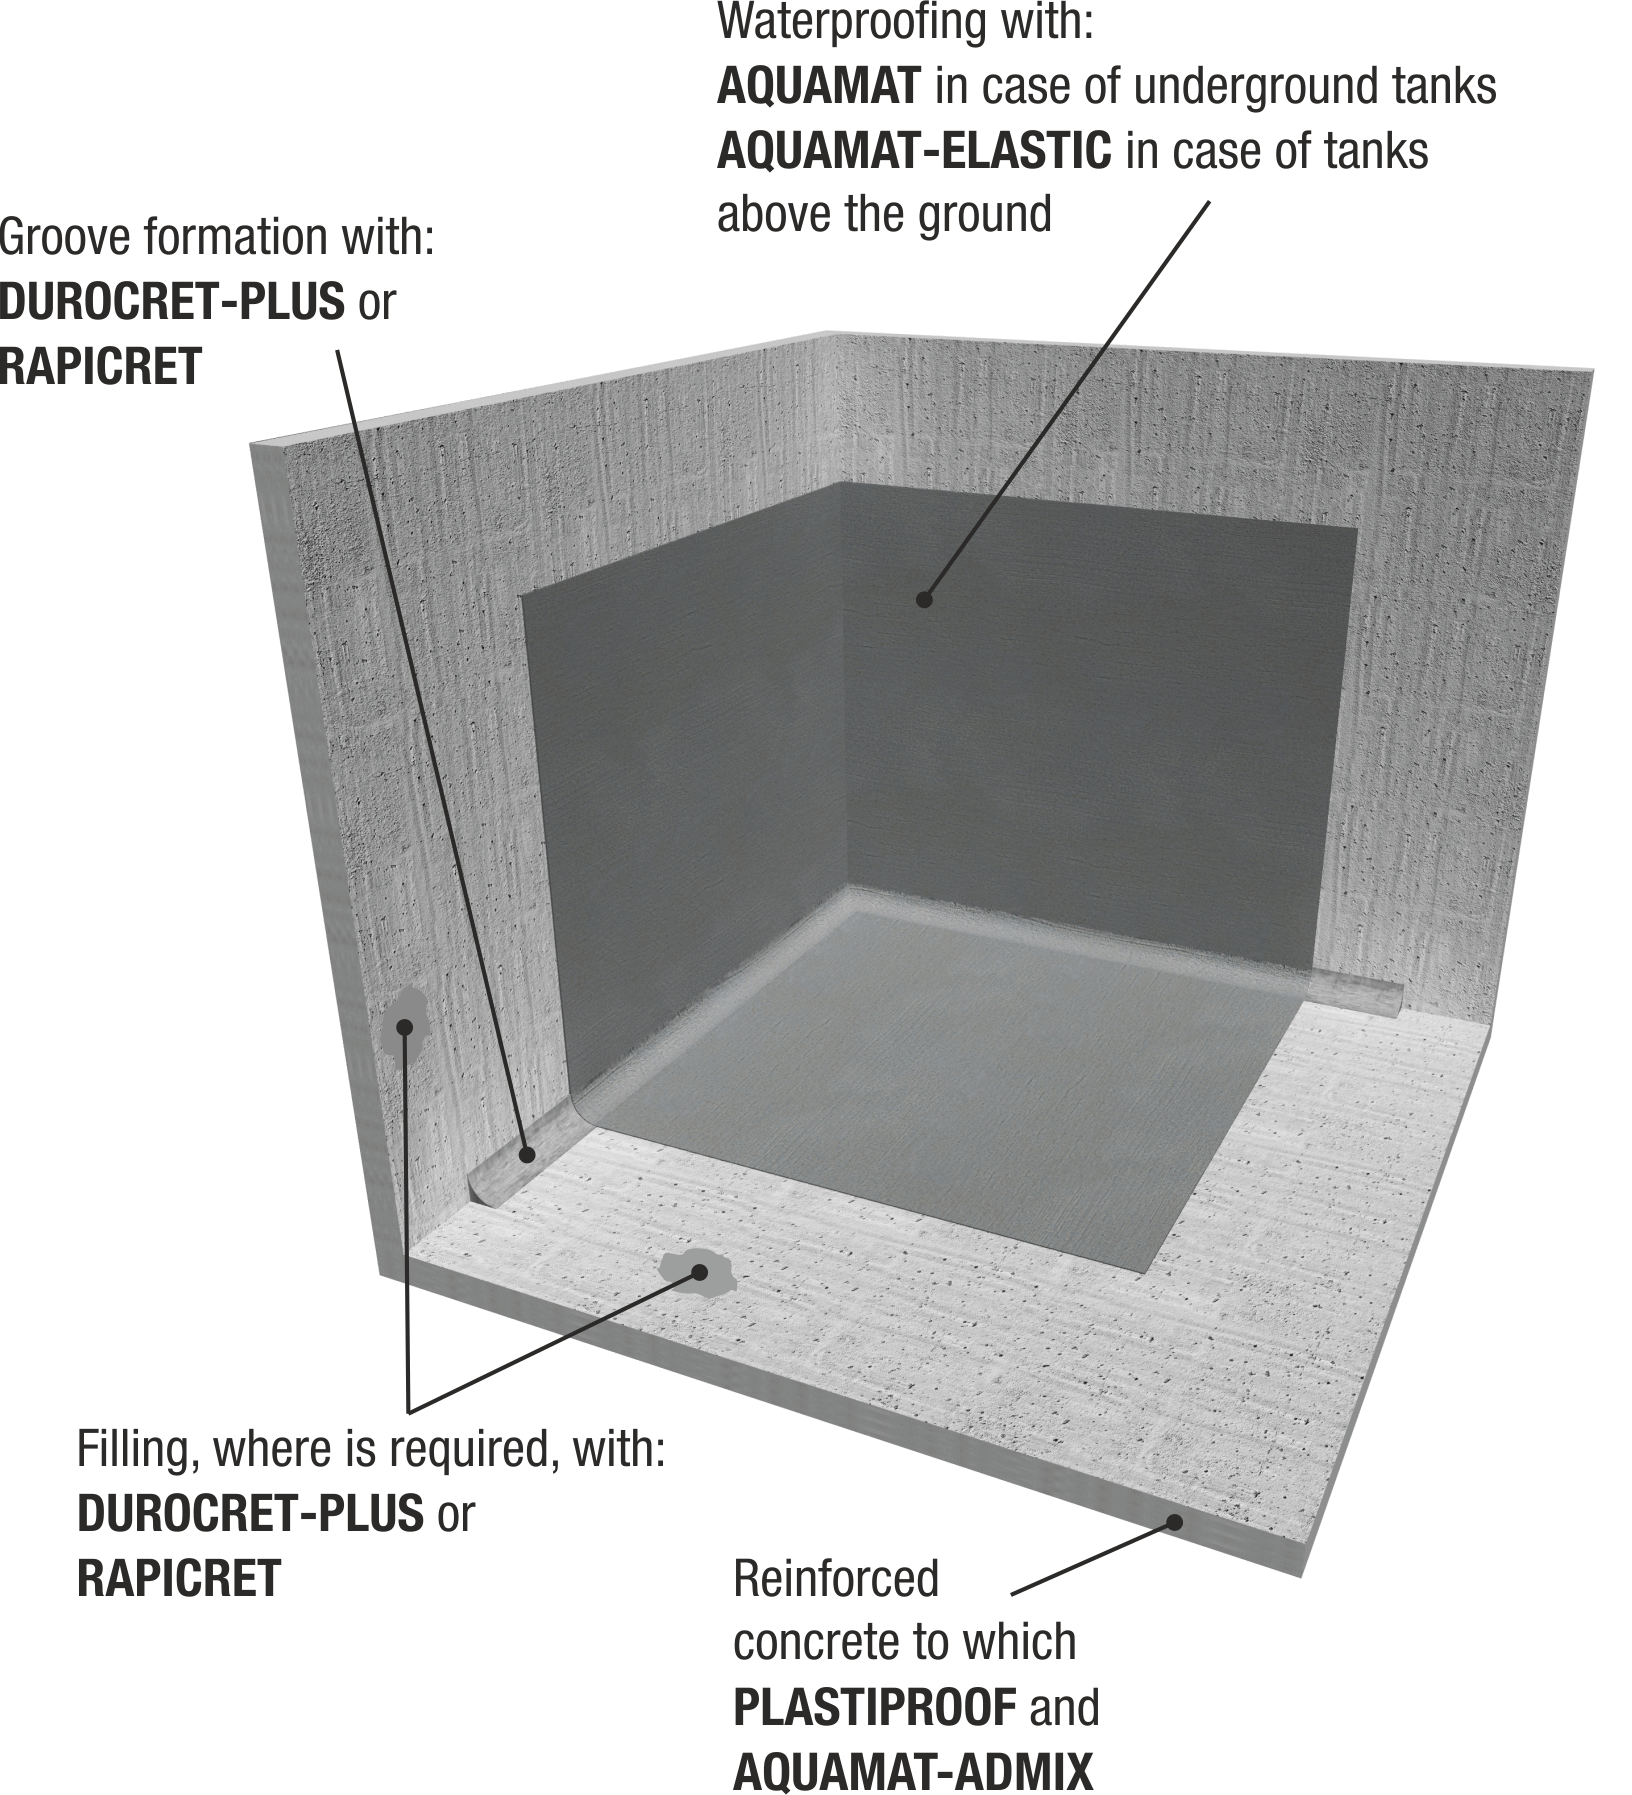 Waterproofing with:
AQUAMAT in case of underground tanks
AQUAMAT-ELASTIC in case of tanks
above the ground
Groove formation with:
DUROCRET-PLUS or
RAPICRET
Filling, where is required, with:
DUROCRET-PLUS or
RAPICRET
Reinforced
concrete to which
PLASTIPROOF and
AQUAMAT-ADMIX